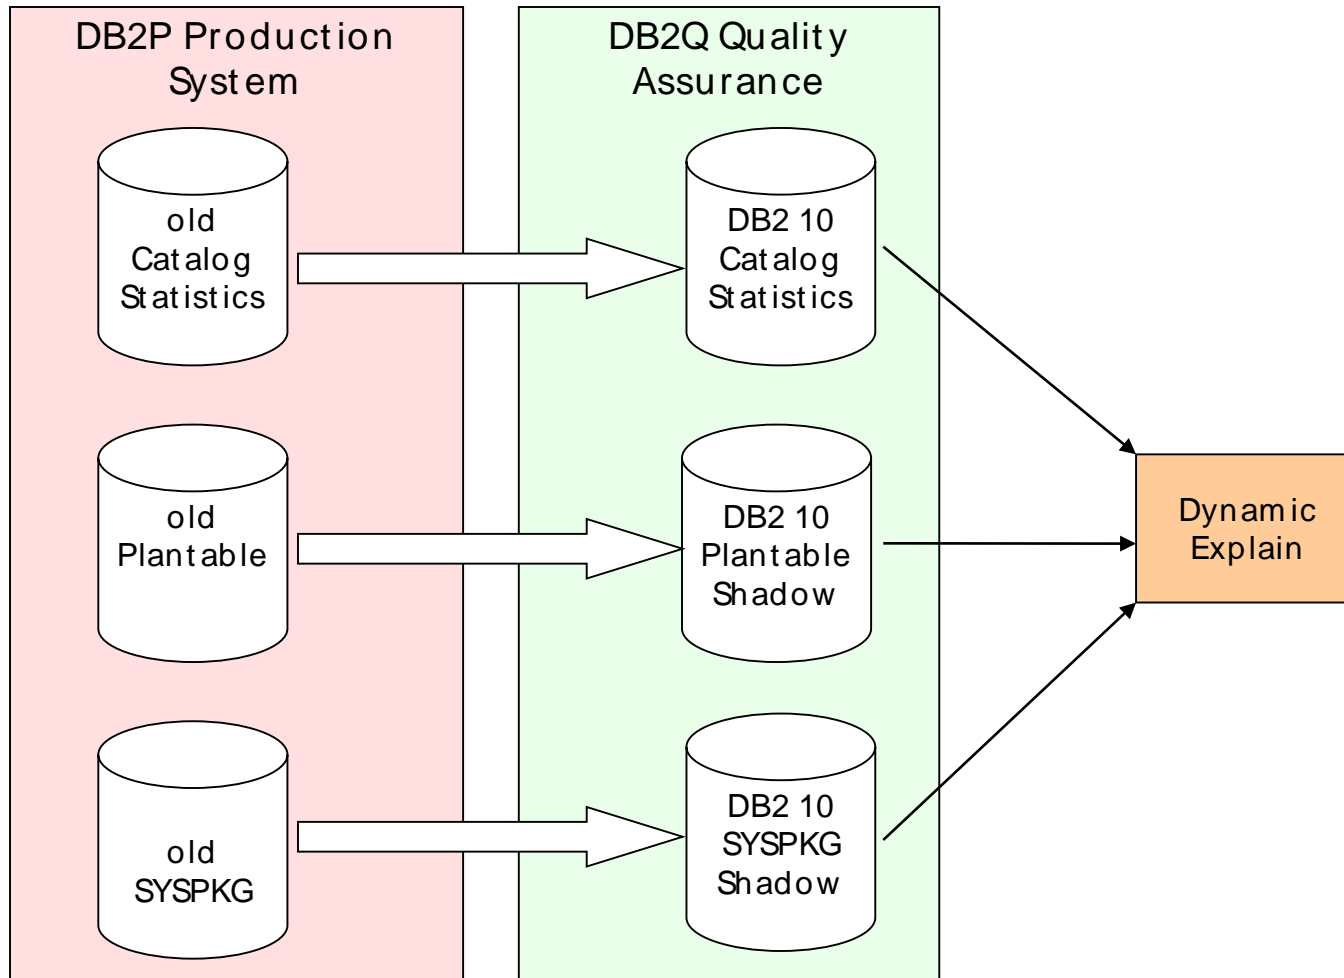 DB2P Production
System
old
Catalog
Statistics
old
Plantable
old
SYSPKG
DB2Q Quality
Assurance
DB2 10
Catalog
Statistics
DB2 10
Plantable
Shadow
DB2 10
SYSPKG
Shadow
Dynamic
Explain